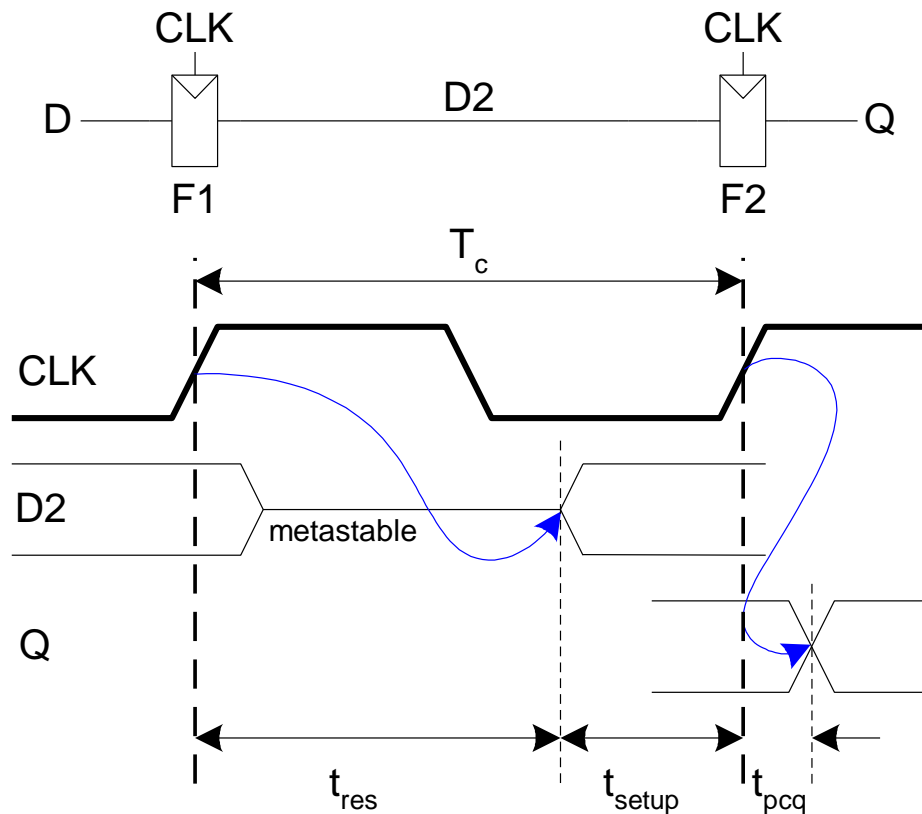 CLK CLK
D D2 Q
F1 F2
Tc
CLK
D2
metastable
Q
tres tsetup tpcq